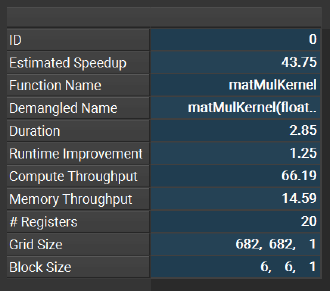 ID 0
Estimated Speedup 43.75
Function Name matMulKernel
Demangled Name matMulKernel(float..
Duration 2.85
Runtime Improvement 1.25
Compute Throughput 66.19
Memory Throughput 14.59
# Registers 20
Grid Size 682, 682, 1
Block Size 6, 6, 1